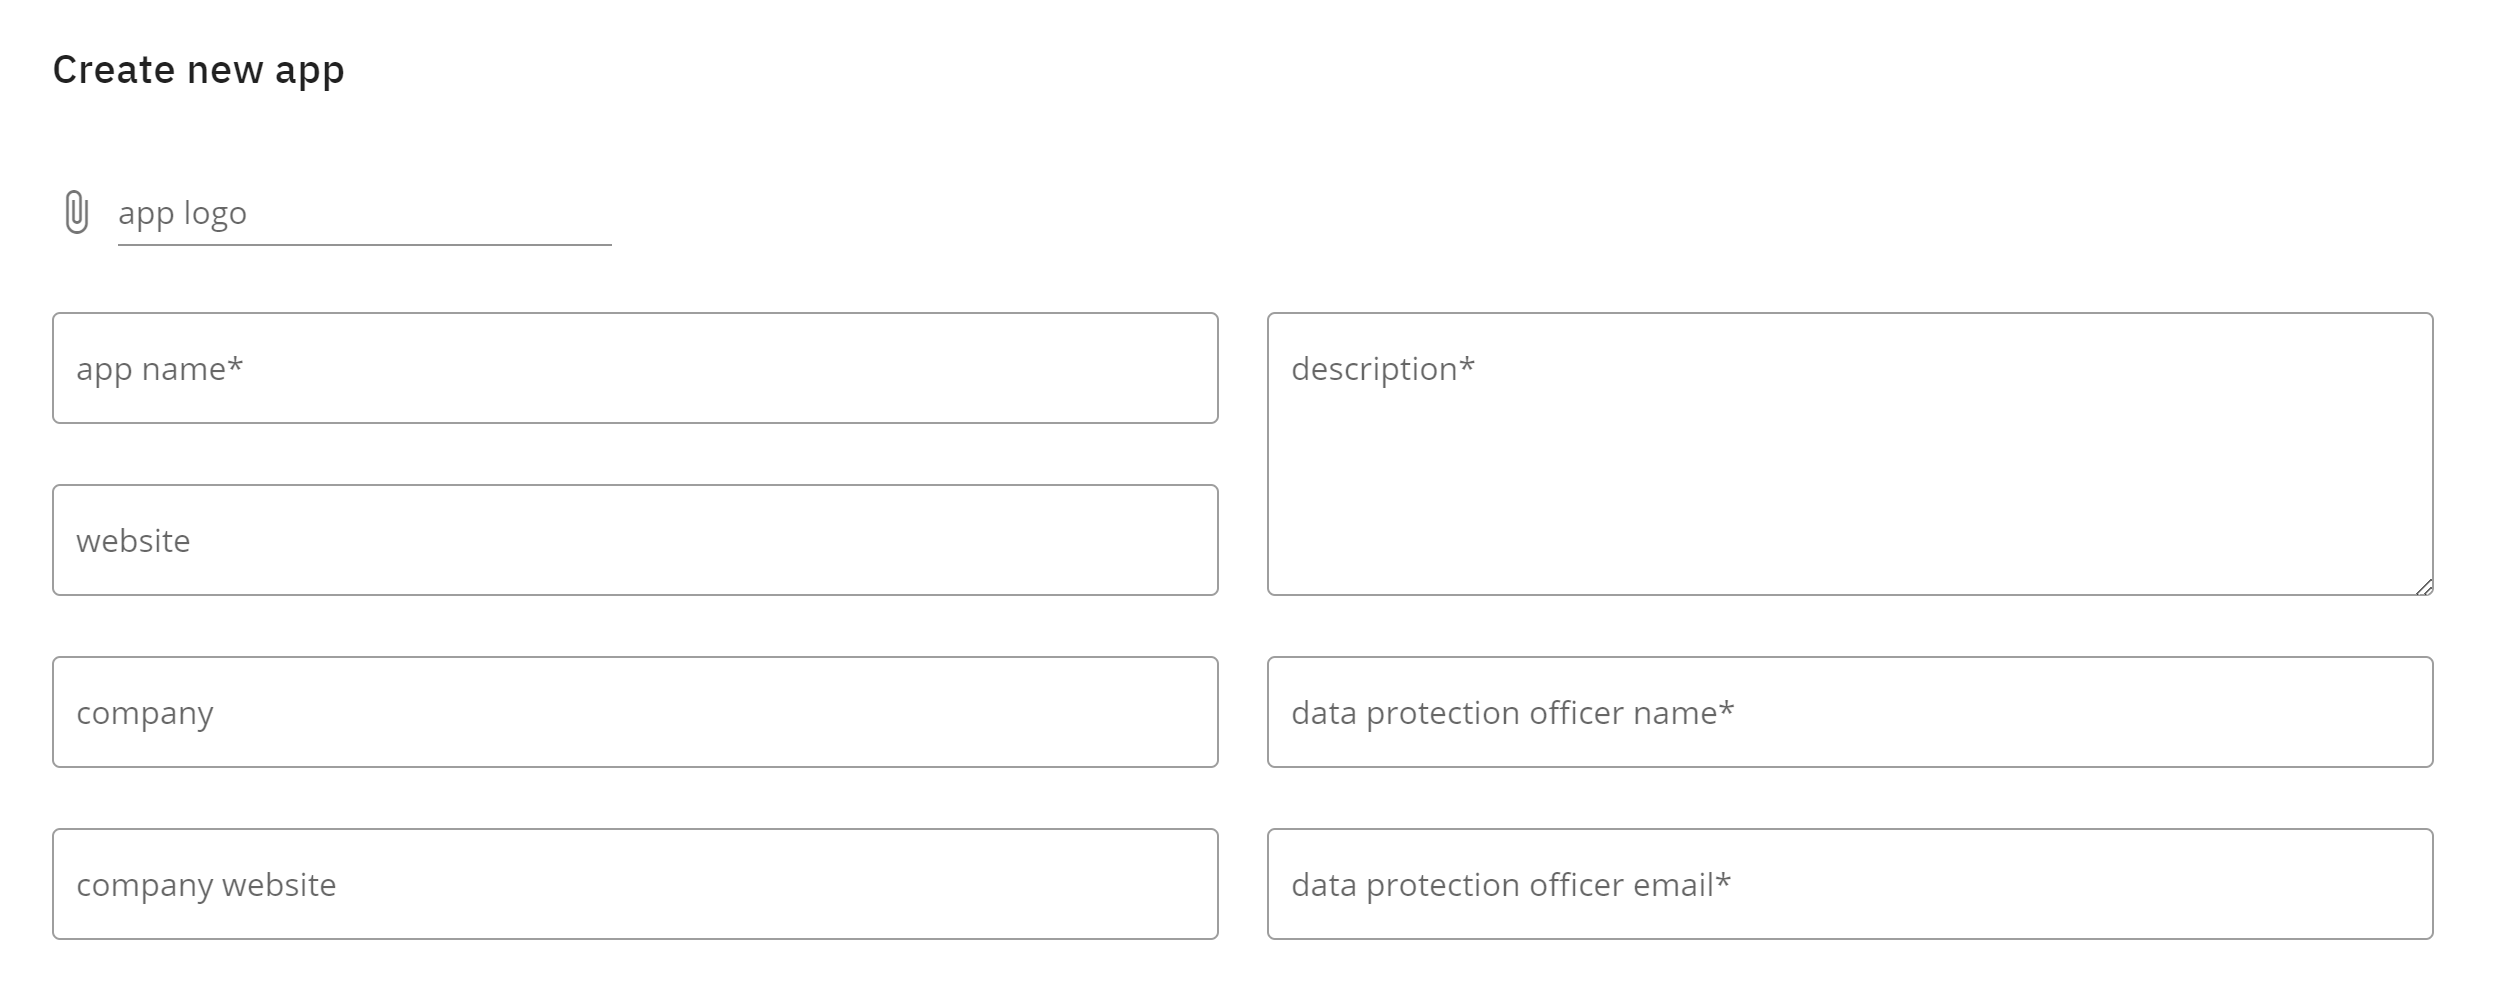 Create new app
app logo
app name*
description*
website
company
data protection officer name*
company website
data protection officer email*